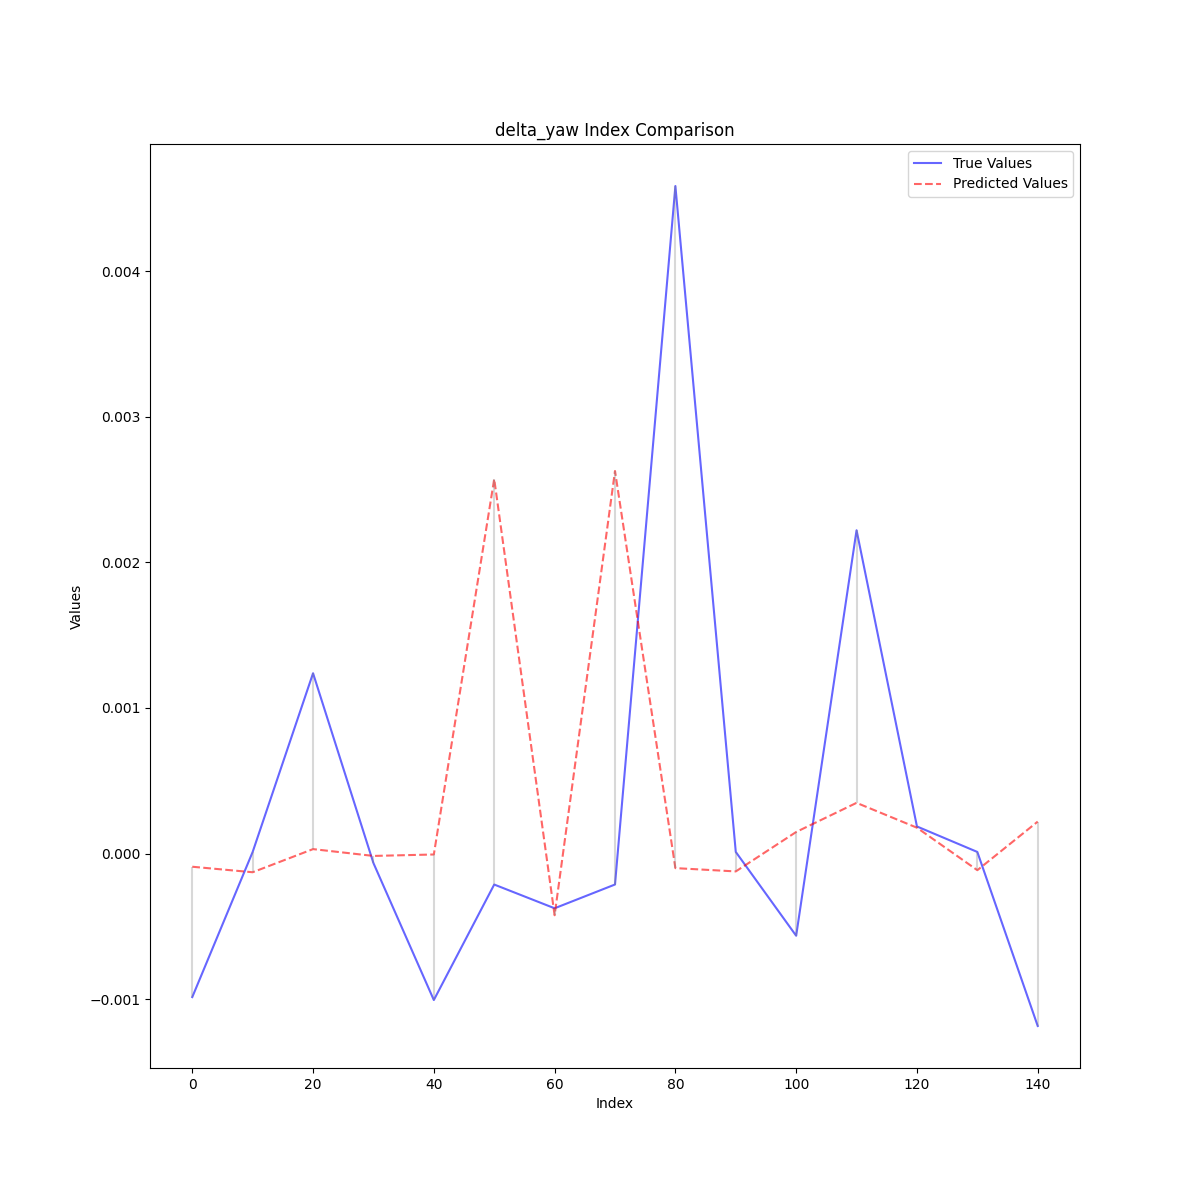 delta_yaw Index Comparison
True Values
Predicted Values
0.004
0.003
0.002
0.001
0.000
−0.001
Values
0 20 40 60 80 100 120 140
Index